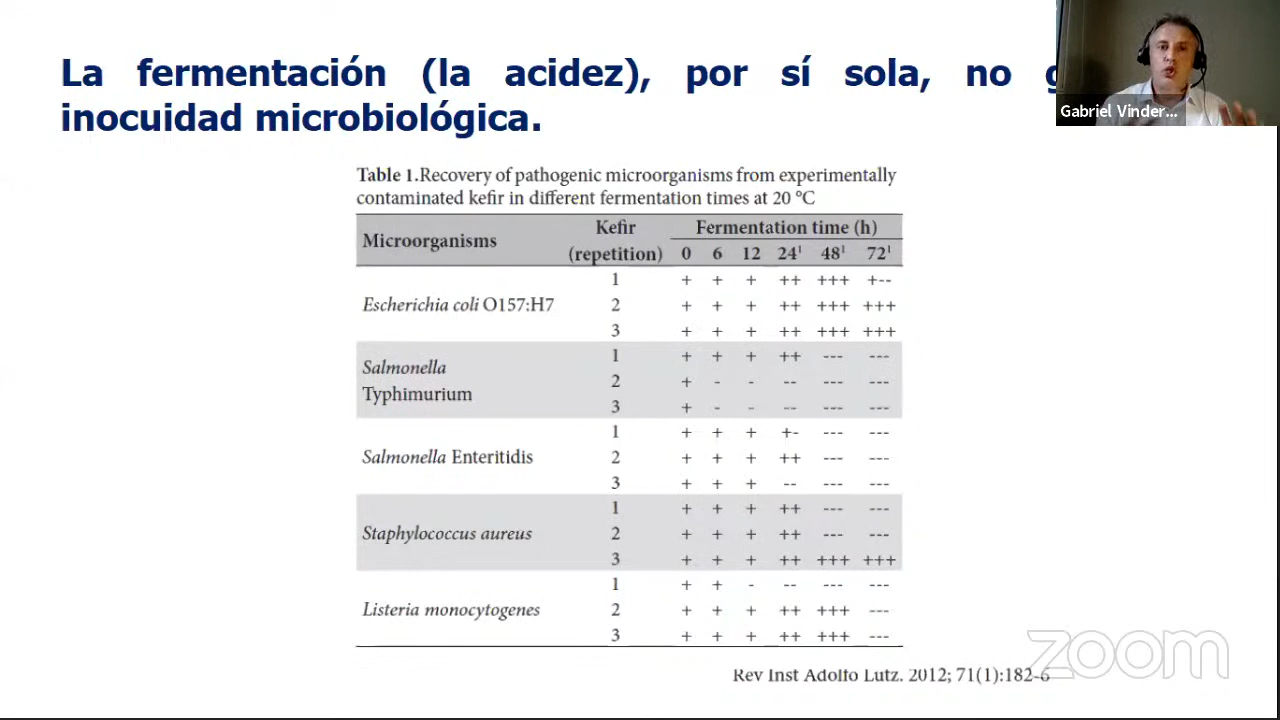 La fermentación (la acidez), por sí sola, no g
inocuidad microbiológica.
Gabriel Vinder...
Table 1.Recovery of pathogenic microorganisms from experimentally
contaminated kefir in different fermentation times at 20 °C
Microorganisms Kefir (repetition) Fermentation time (h)
0 6 12 24¹ 48¹ 72¹
Escherichia coli O157:H7
1 + + + ++ +++ +--
2 + + + ++ +++ +++
3 + + + ++ +++ +++
Salmonella
Typhimurium
1 + + + ++ --- ---
2 + - - -- --- ---
3 + - - -- --- ---
Salmonella Enteritidis
1 + + + +- --- ---
2 + + + ++ --- ---
3 + + + -- --- ---
Staphylococcus aureus
1 + + + ++ --- ---
2 + + + ++ --- ---
3 + + + ++ +++ +++
Listeria monocytogenes
1 + + - -- --- ---
2 + + + ++ +++ ---
3 + + + ++ +++ ---
zoom
Rev Inst Adolfo Lutz. 2012; 71(1):182-6